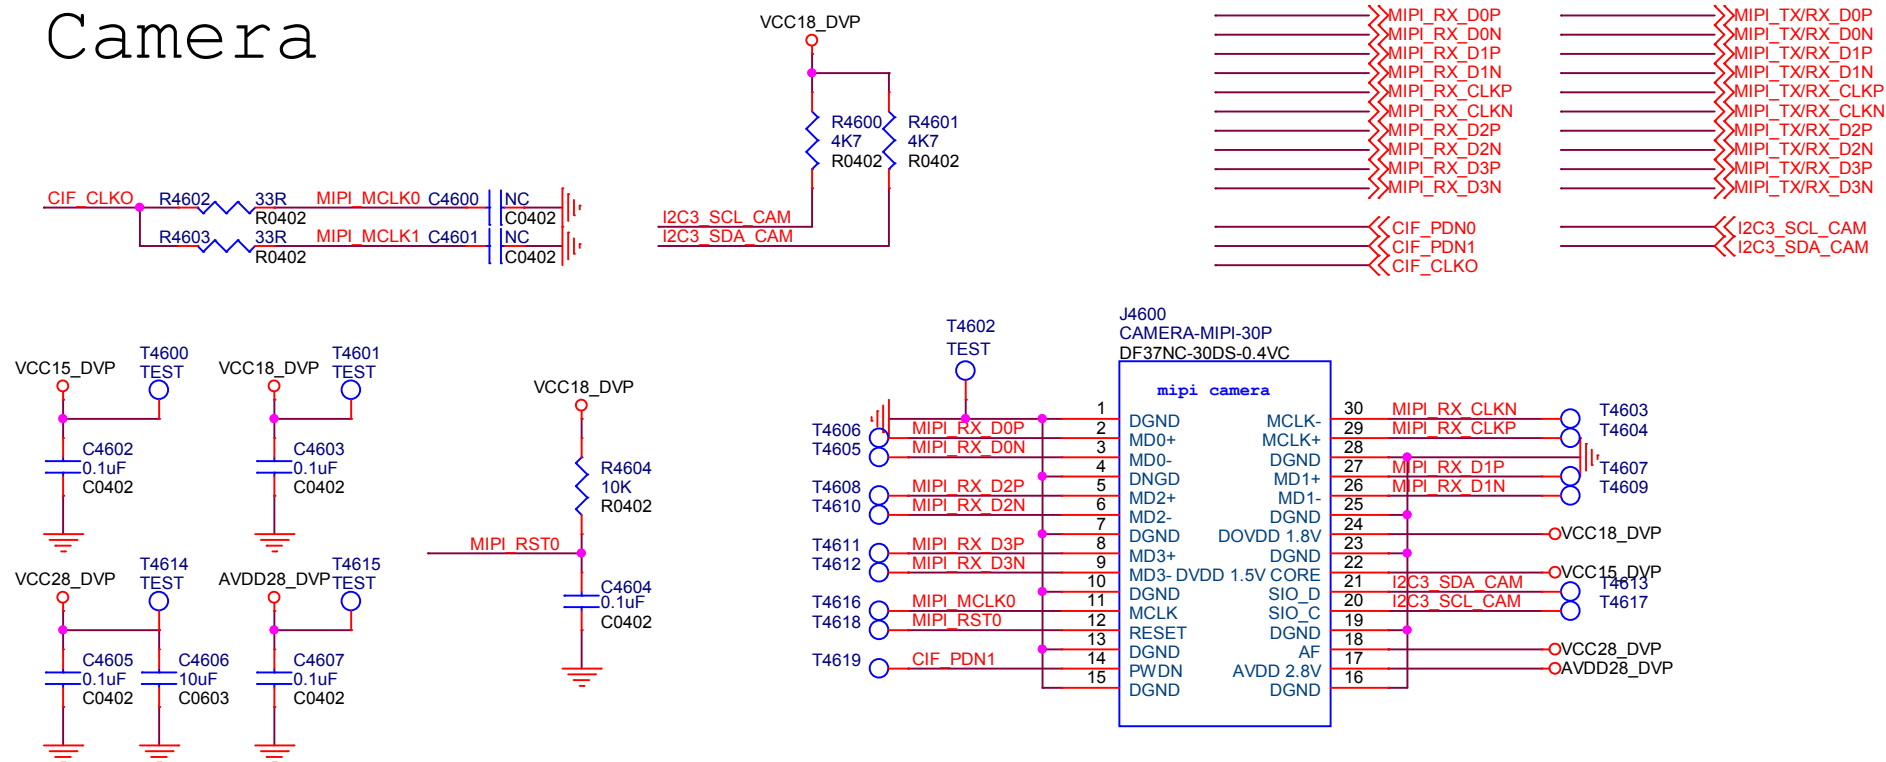 Camera
VCC18_DVP
R4600
4K7
R0402
R4601
4K7
R0402
I2C3_SCL_CAM
I2C3_SDA_CAM
CIF_CLKO
R4602
33R
R0402
MIPI_MCLK0
C4600
NC
C0402
R4603
33R
R0402
MIPI_MCLK1
C4601
NC
C0402
MIPI_RX_D0P
MIPI_RX_D0N
MIPI_RX_D1P
MIPI_RX_D1N
MIPI_RX_CLKP
MIPI_RX_CLKN
MIPI_RX_D2P
MIPI_RX_D2N
MIPI_RX_D3P
MIPI_RX_D3N
CIF_PDN0
CIF_PDN1
CIF_CLKO
MIPI_TX/RX_D0P
MIPI_TX/RX_D0N
MIPI_TX/RX_D1P
MIPI_TX/RX_D1N
MIPI_TX/RX_CLKP
MIPI_TX/RX_CLKN
MIPI_TX/RX_D2P
MIPI_TX/RX_D2N
MIPI_TX/RX_D3P
MIPI_TX/RX_D3N
I2C3_SCL_CAM
I2C3_SDA_CAM
VCC15_DVP
T4600
TEST
C4602
0.1uF
C0402
VCC18_DVP
T4601
TEST
C4603
0.1uF
C0402
VCC28_DVP
T4614
TEST
C4605
0.1uF
C0402
C4606
10uF
C0603
AVDD28_DVP
T4615
TEST
C4607
0.1uF
C0402
VCC18_DVP
R4604
10K
R0402
MIPI_RST0
C4604
0.1uF
C0402
J4600
CAMERA-MIPI-30P
DF37NC-30DS-0.4VC
mipi camera
T4602
TEST
1 DGND
T4606 MIPI_RX_D0P 2 MD0+
T4605 MIPI_RX_D0N 3 MD0-
4 DNGD
T4608 MIPI_RX_D2P 5 MD2+
T4610 MIPI_RX_D2N 6 MD2-
7 DGND
T4611 MIPI_RX_D3P 8 MD3+
T4612 MIPI_RX_D3N 9 MD3-
10 DGND
T4616 MIPI_MCLK0 11 MCLK
T4618 MIPI_RST0 12 RESET
13 DGND
T4619 CIF_PDN1 14 PWDN
15 DGND
MCLK- 30 MIPI_RX_CLKN T4603
MCLK+ 29 MIPI_RX_CLKP T4604
DGND 28
MD1+ 27 MIPI_RX_D1P T4607
MD1- 26 MIPI_RX_D1N T4609
DGND 25
DOVDD 1.8V 24 VCC18_DVP
DGND 23
DVDD 1.5V CORE 22 VCC15_DVP
SIO_D 21 I2C3_SDA_CAM T4613
SIO_C 20 I2C3_SCL_CAM T4617
DGND 19
AF 18 VCC28_DVP
AVDD 2.8V 17 AVDD28_DVP
DGND 16